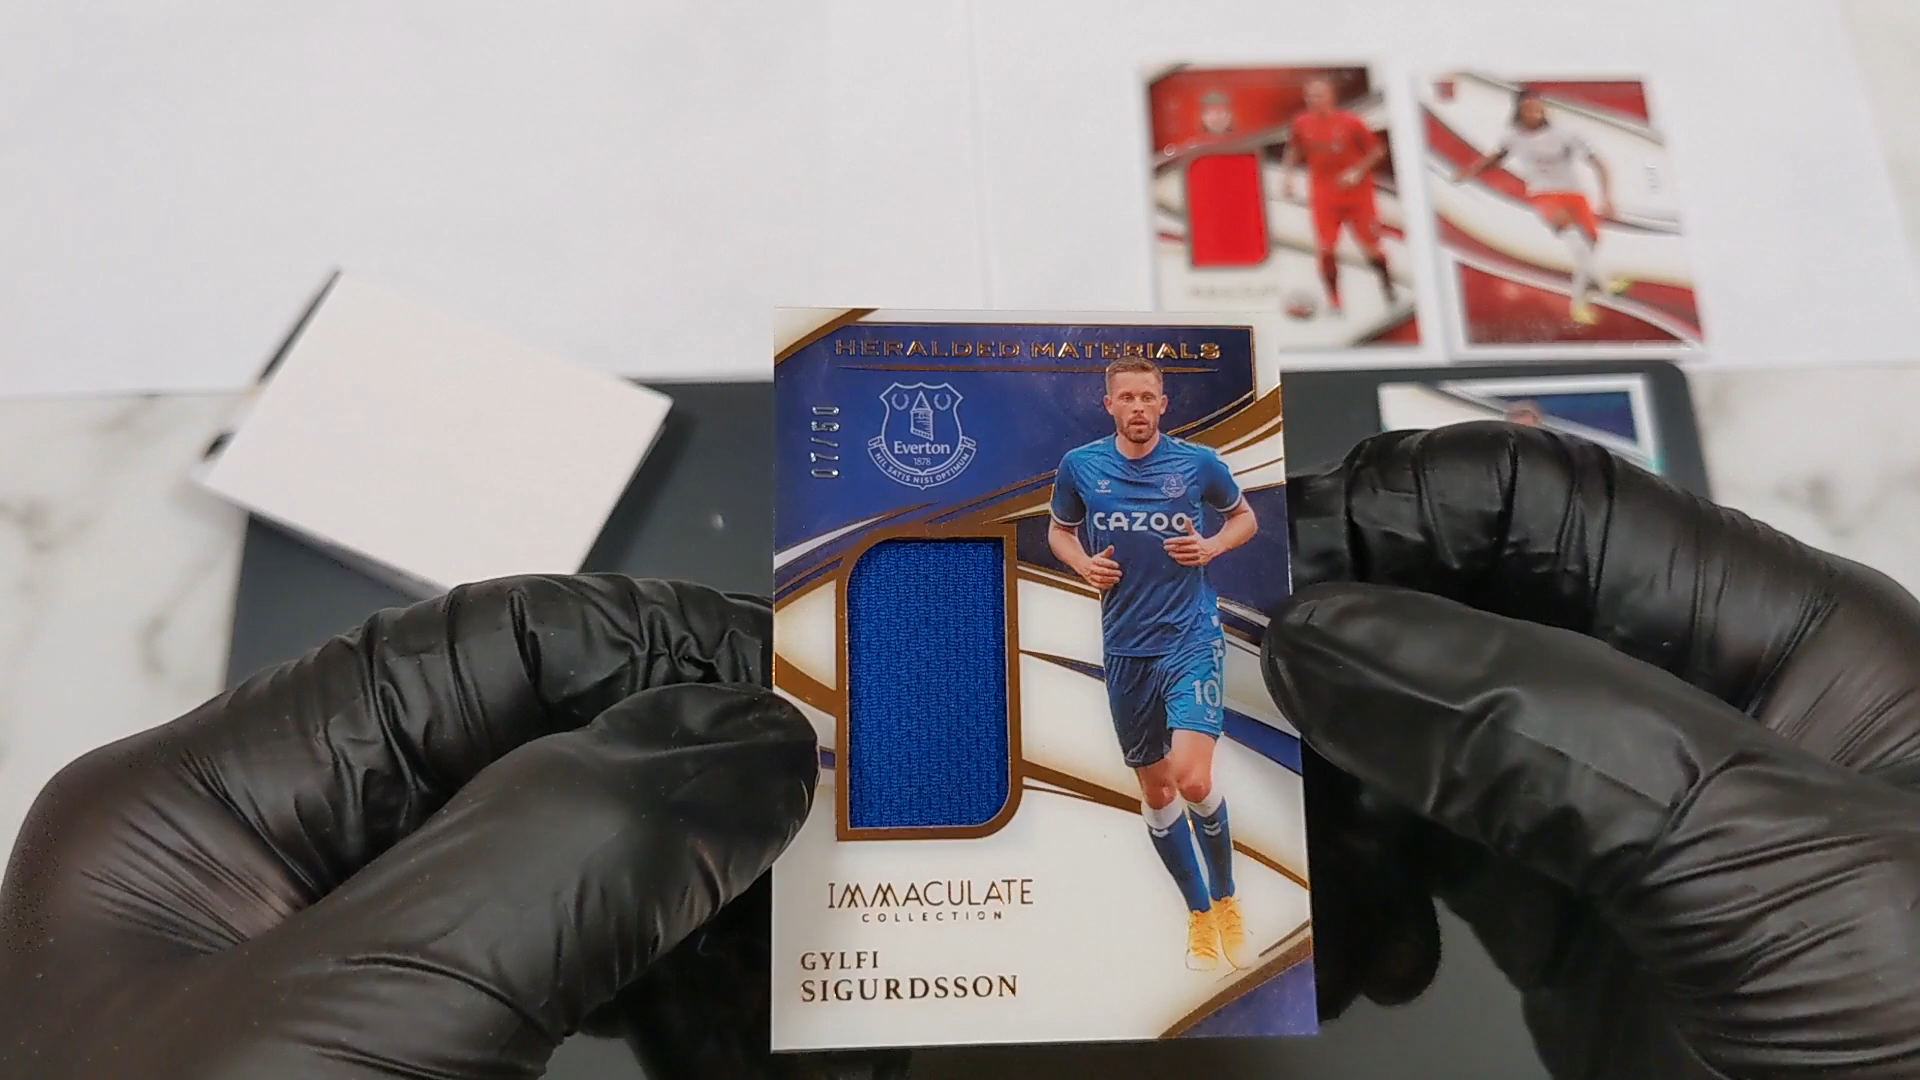 HERALDED MATERIALS
07/50
Everton
1878
NIL SATIS NISI OPTIMUM
CAZOO
10
IMMACULATE
COLLECTION
GYLFI
SIGURDSSON